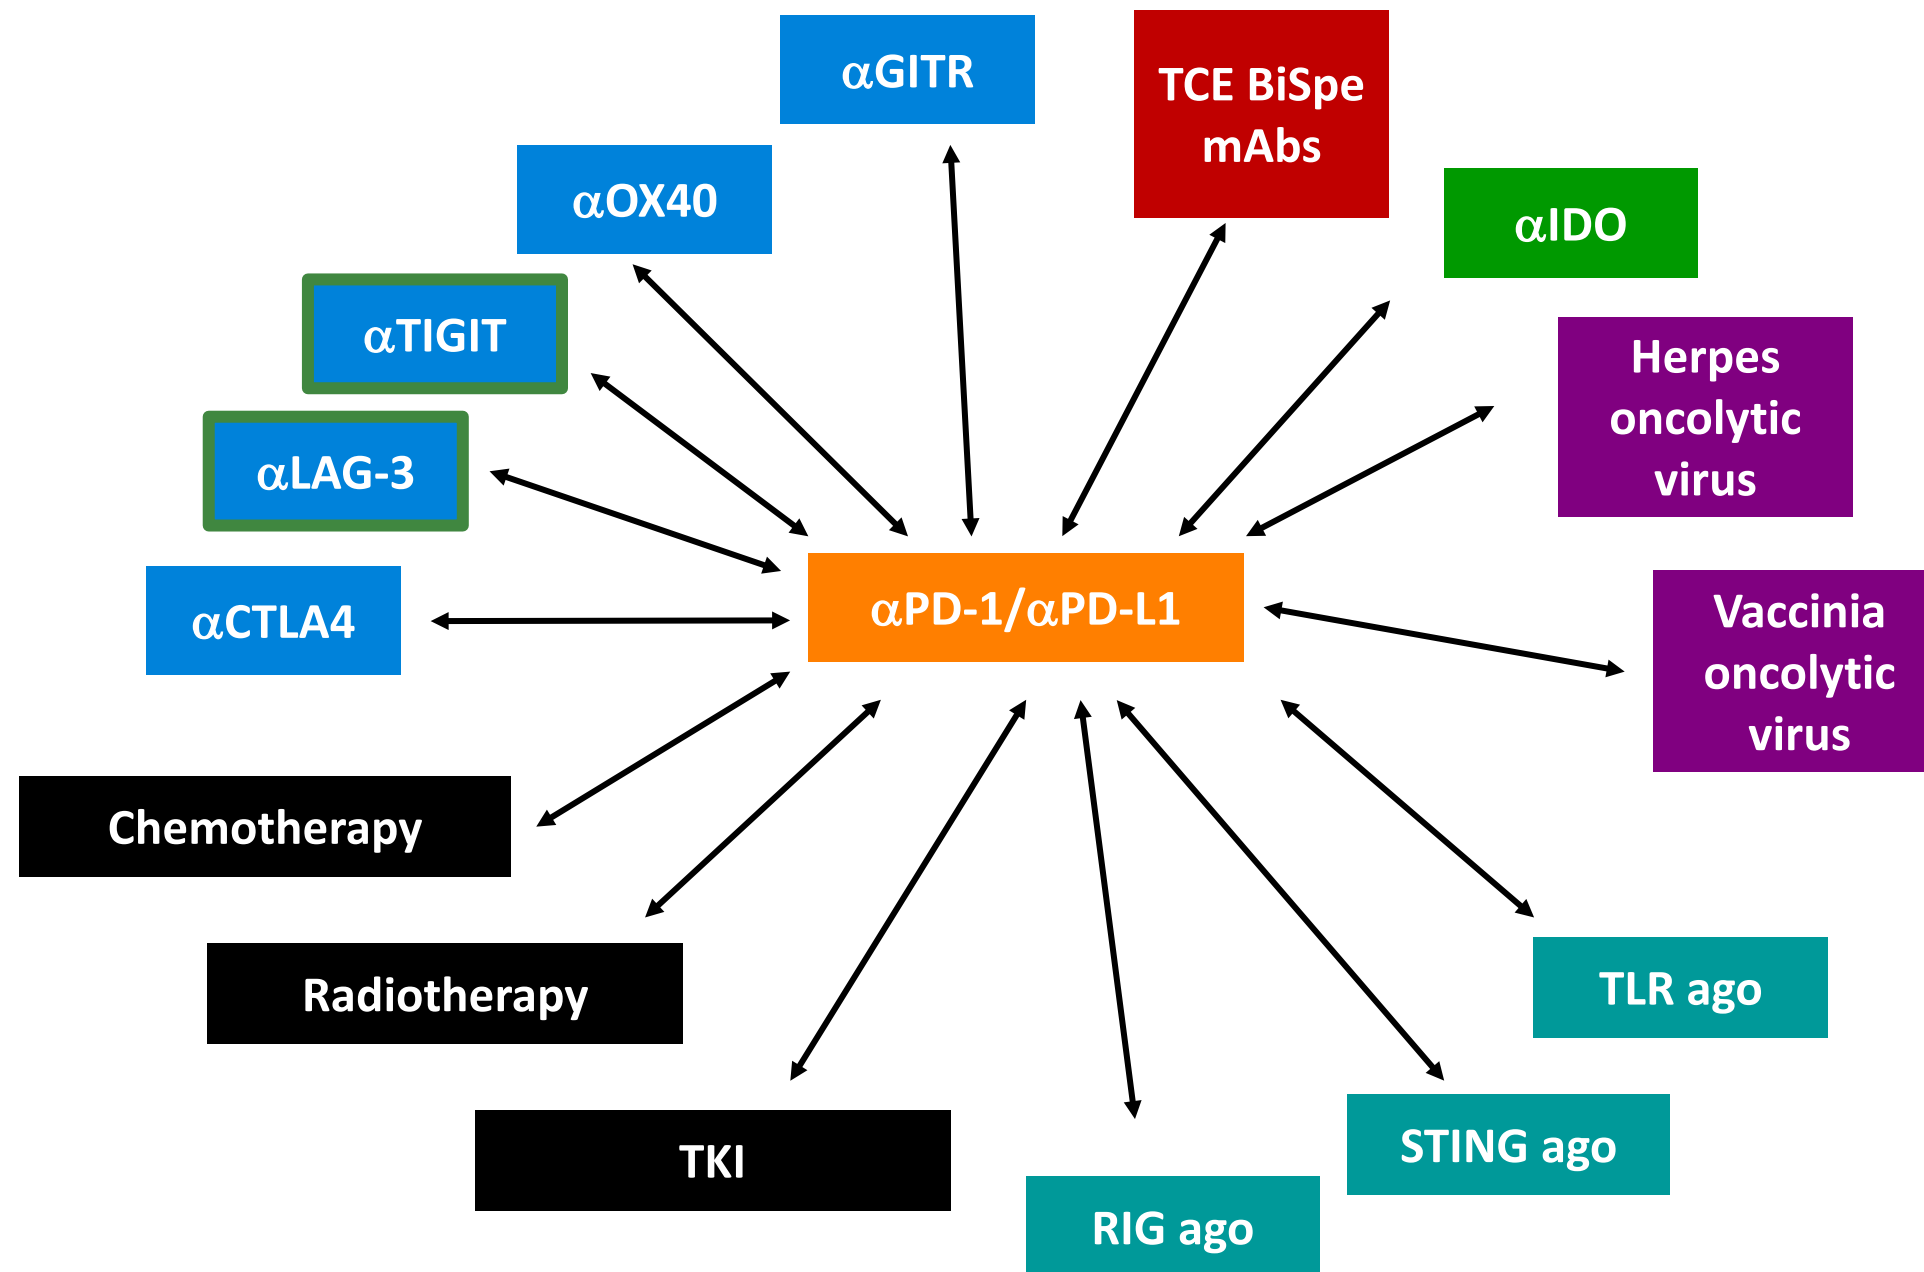 αGITR
TCE BiSpe
mAbs
αOX40
αIDO
αTIGIT
Herpes
oncolytic
virus
αLAG-3
αCTLA4
αPD-1/αPD-L1
Vaccinia
oncolytic
virus
Chemotherapy
Radiotherapy
TLR ago
TKI
STING ago
RIG ago